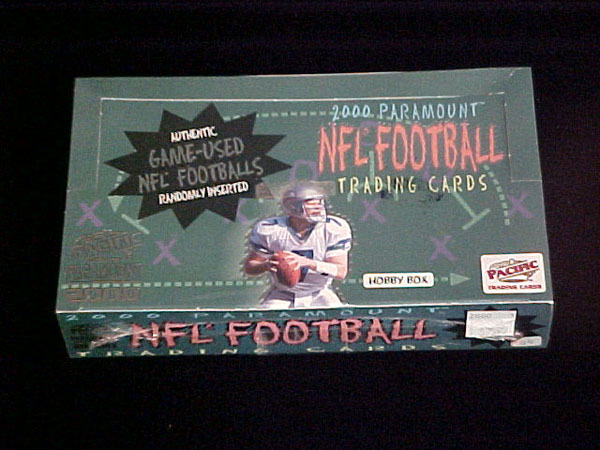 2000 PARAMOUNT
NFL FOOTBALL
TRADING CARDS
AUTHENTIC
GAME-USED
NFL FOOTBALLS
RANDOMLY INSERTED
7
HOBBY BOX
PACIFIC
TRADING CARDS
2000 PARAMOUNT
NFL FOOTBALL
TRADING CARDS